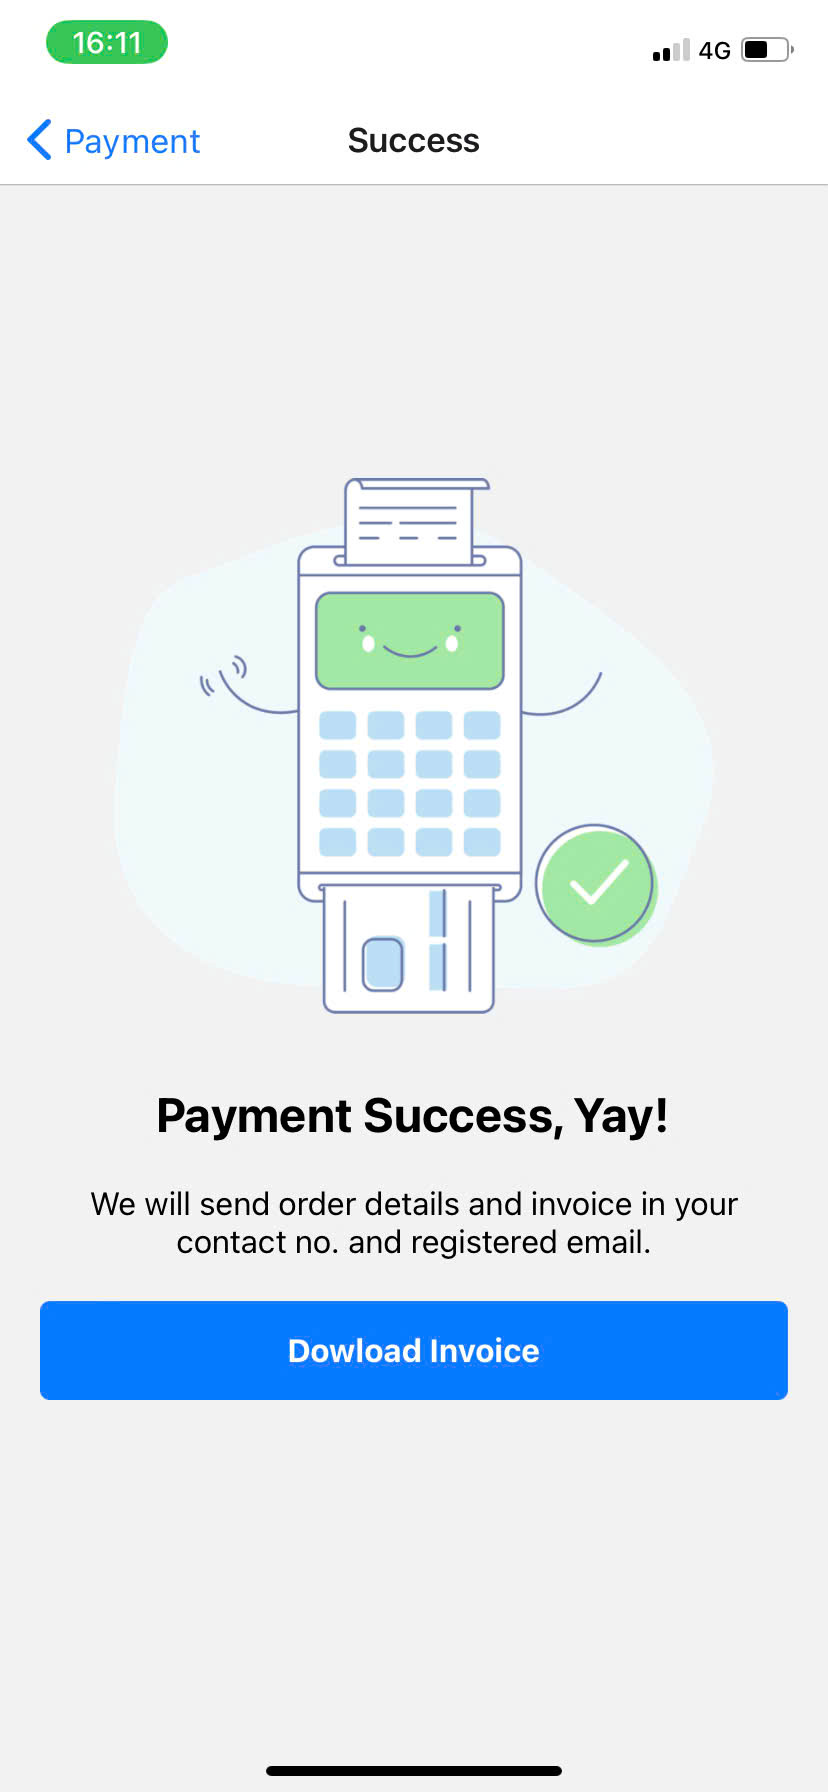 16:11
4G
Payment
Success
Payment Success, Yay!
We will send order details and invoice in your
contact no. and registered email.
Dowload Invoice